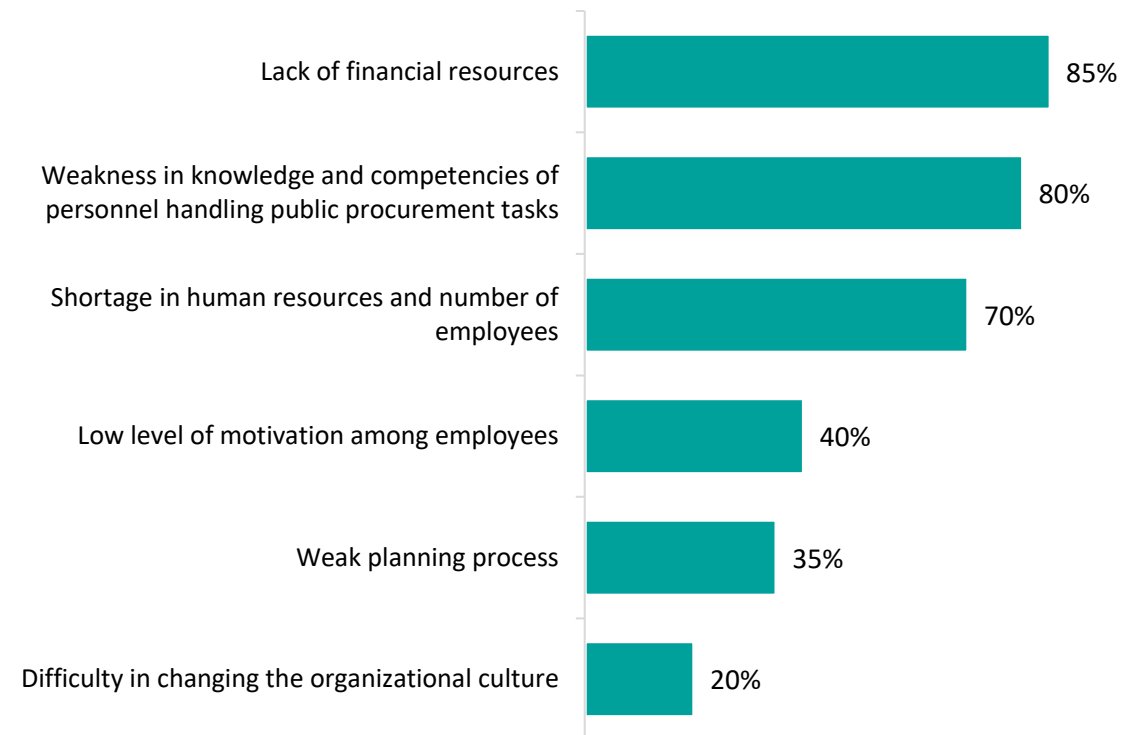 Lack of financial resources
85%
Weakness in knowledge and competencies of
personnel handling public procurement tasks
80%
Shortage in human resources and number of
employees
70%
Low level of motivation among employees
40%
Weak planning process
35%
Difficulty in changing the organizational culture
20%